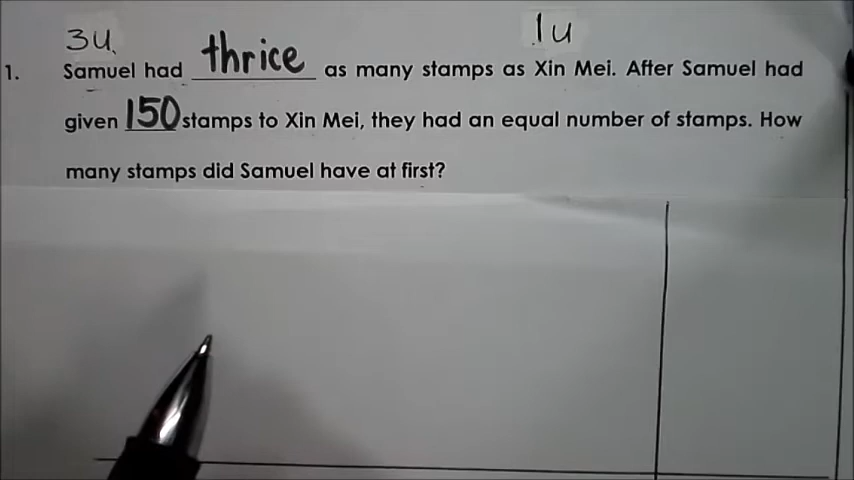 3u 1u
1. Samuel had thrice as many stamps as Xin Mei. After Samuel had
given 150 stamps to Xin Mei, they had an equal number of stamps. How
many stamps did Samuel have at first?